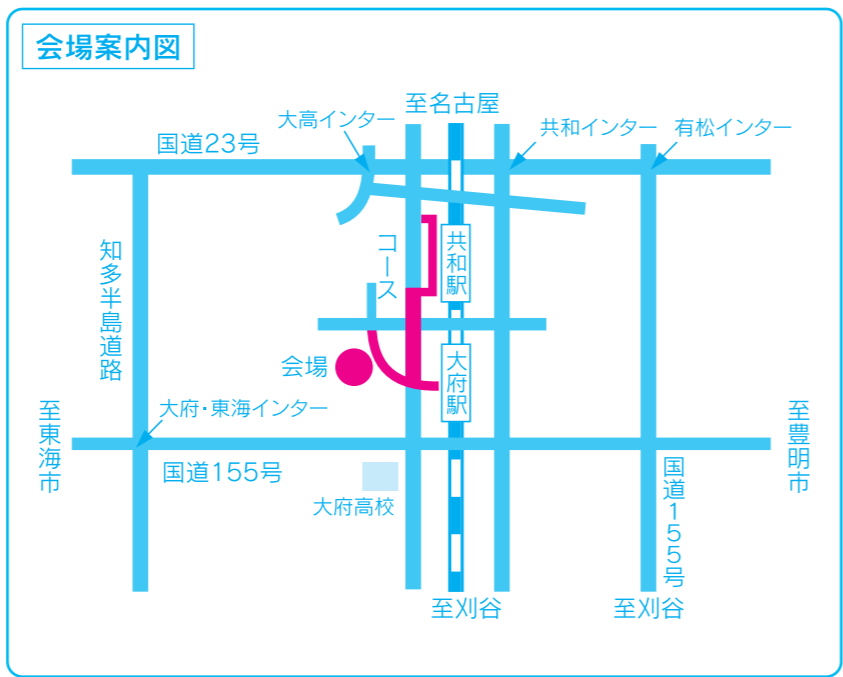 会場案内図
至名古屋
大高インター
共和インター
有松インター
国道23号
知多半島道路
コース
共和駅
会場
大府駅
大府・東海インター
至東海市
至豊明市
国道155号
大府高校
国道155号
至刈谷
至刈谷